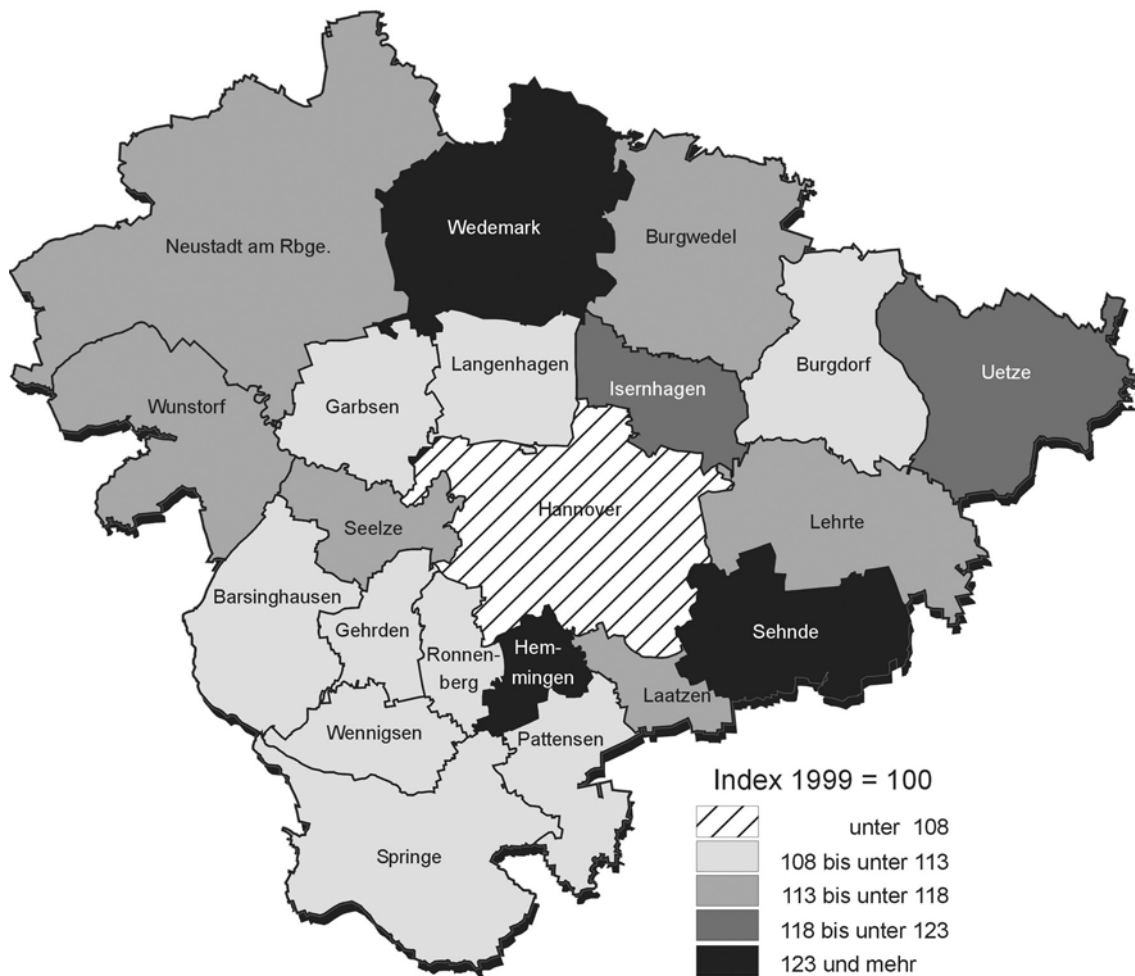 Wedemark
Burgwedel
Neustadt am Rbge.
Langenhagen
Burgdorf
Uetze
Isernhagen
Wunstorf
Garbsen
Hannover
Lehrte
Seelze
Barsinghausen
Gehrden
Sehnde
Ronnen-
berg
Hem-
mingen
Laatzen
Wennigsen
Pattensen
Springe
Index 1999 = 100
unter 108
108 bis unter 113
113 bis unter 118
118 bis unter 123
123 und mehr